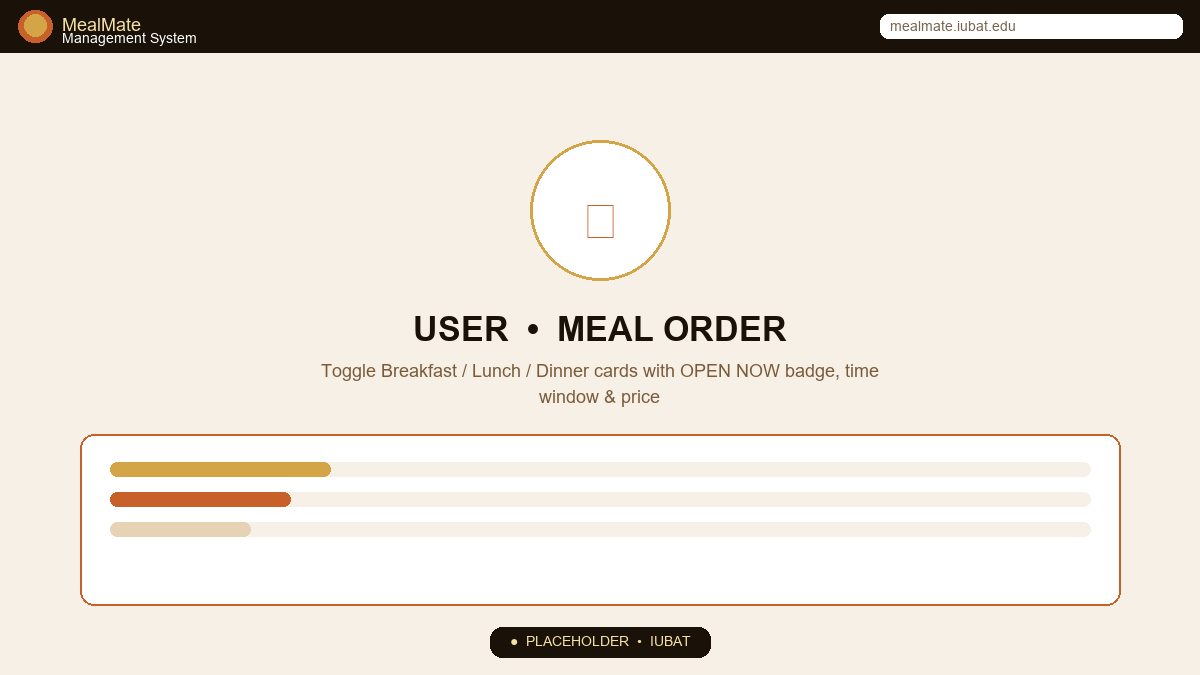 MealMate
Management System
mealmate.iubat.edu
USER • MEAL ORDER
Toggle Breakfast / Lunch / Dinner cards with OPEN NOW badge, time
window & price
● PLACEHOLDER • IUBAT